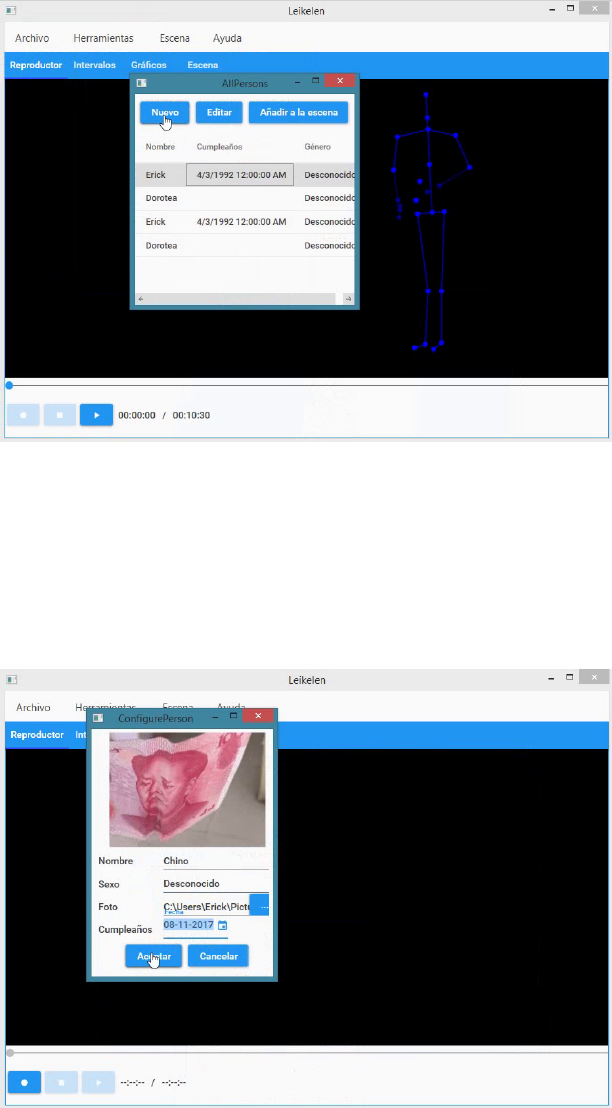 Leikelen
Archivo Herramientas Escena Ayuda
Reproductor Intervalos Gráficos Escena
AllPersons
Nuevo Editar Añadir a la escena
Nombre Cumpleaños Género
Erick 4/3/1992 12:00:00 AM Desconocido
Dorotea Desconocido
Erick 4/3/1992 12:00:00 AM Desconocido
Dorotea Desconocido
00:00:00 / 00:10:30
Leikelen
Archivo Herramientas Escena Ayuda
Reproductor Int
ConfigurePerson
Nombre Chino
Sexo Desconocido
Foto C:\Users\Erick\Pictu ...
Fecha
Cumpleaños 08-11-2017
Aceptar Cancelar
--:--:-- / --:--:--